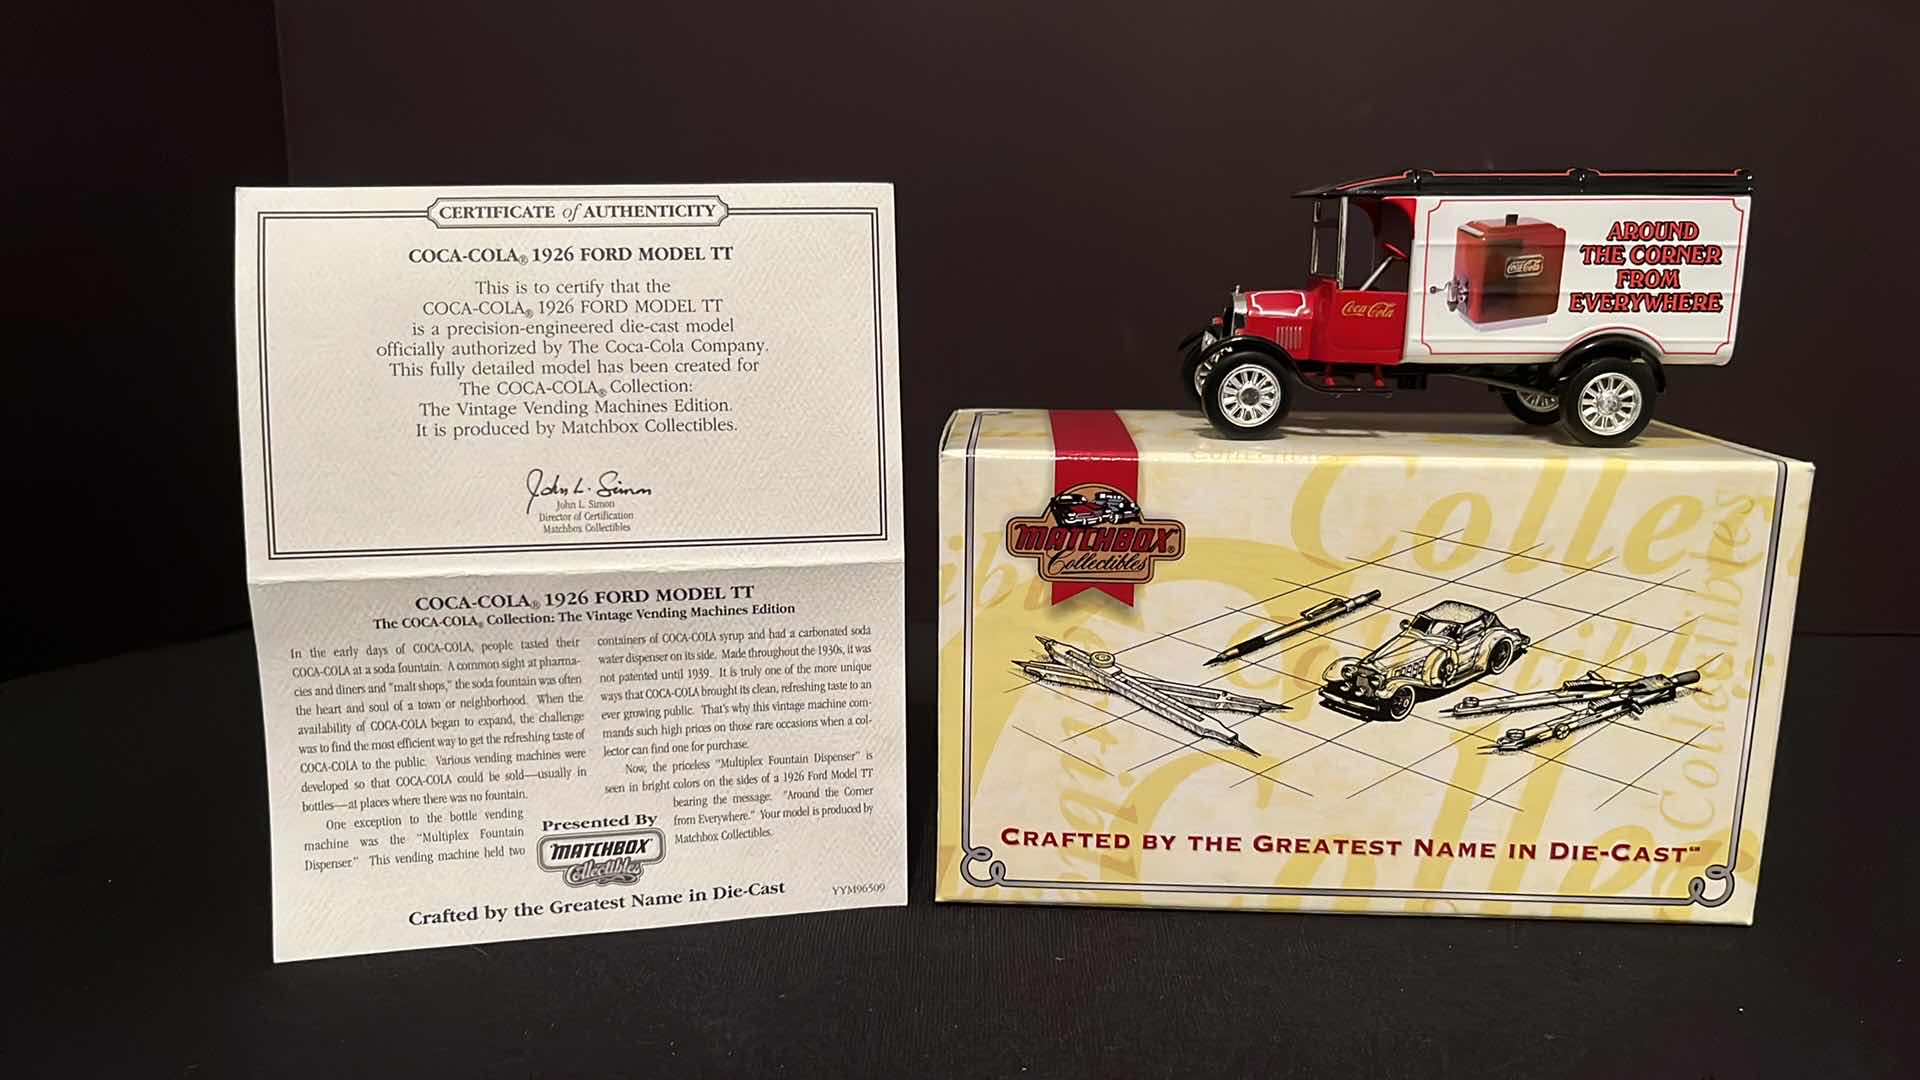 CERTIFICATE of AUTHENTICITY
COCA-COLA® 1926 FORD MODEL TT
This is to certify that the
COCA-COLA® 1926 FORD MODEL TT
is a precision-engineered die-cast model
officially authorized by The Coca-Cola Company.
This fully detailed model has been created for
The COCA-COLA® Collection:
The Vintage Vending Machines Edition.
It is produced by Matchbox Collectibles.
John L. Simon
John L. Simon
Director of Certification
Matchbox Collectibles
COCA-COLA® 1926 FORD MODEL TT
The COCA-COLA® Collection: The Vintage Vending Machines Edition
In the early days of COCA-COLA, people tasted their
COCA-COLA at a soda fountain. A common sight at pharma-
cies and diners and "malt shops," the soda fountain was often
the heart and soul of a town or neighborhood. When the
availability of COCA-COLA began to expand, the challenge
was to find the most efficient way to get the refreshing taste of
COCA-COLA to the public. Various vending machines were
developed so that COCA-COLA could be sold—usually in
bottles—at places where there was no fountain.
One exception to the bottle vending
machine was the "Multiplex Fountain
Dispenser." This vending machine held two
containers of COCA-COLA syrup and had a carbonated soda
water dispenser on its side. Made throughout the 1930s, it was
not patented until 1939. It is truly one of the more unique
ways that COCA-COLA brought its clean, refreshing taste to an
ever growing public. That's why this vintage machine com-
mands such high prices on those rare occasions when a col-
lector can find one for purchase.
Now, the priceless "Multiplex Fountain Dispenser" is
seen in bright colors on the sides of a 1926 Ford Model TT
bearing the message, "Around the Corner
from Everywhere." Your model is produced by
Matchbox Collectibles.
Presented By
MATCHBOX
Collectibles
Crafted by the Greatest Name in Die-Cast
YYM96509
Coca-Cola
Coca-Cola
AROUND
THE CORNER
FROM
EVERYWHERE
MATCHBOX®
Collectibles
Colle
Collectibles
CRAFTED BY THE GREATEST NAME IN DIE-CAST™